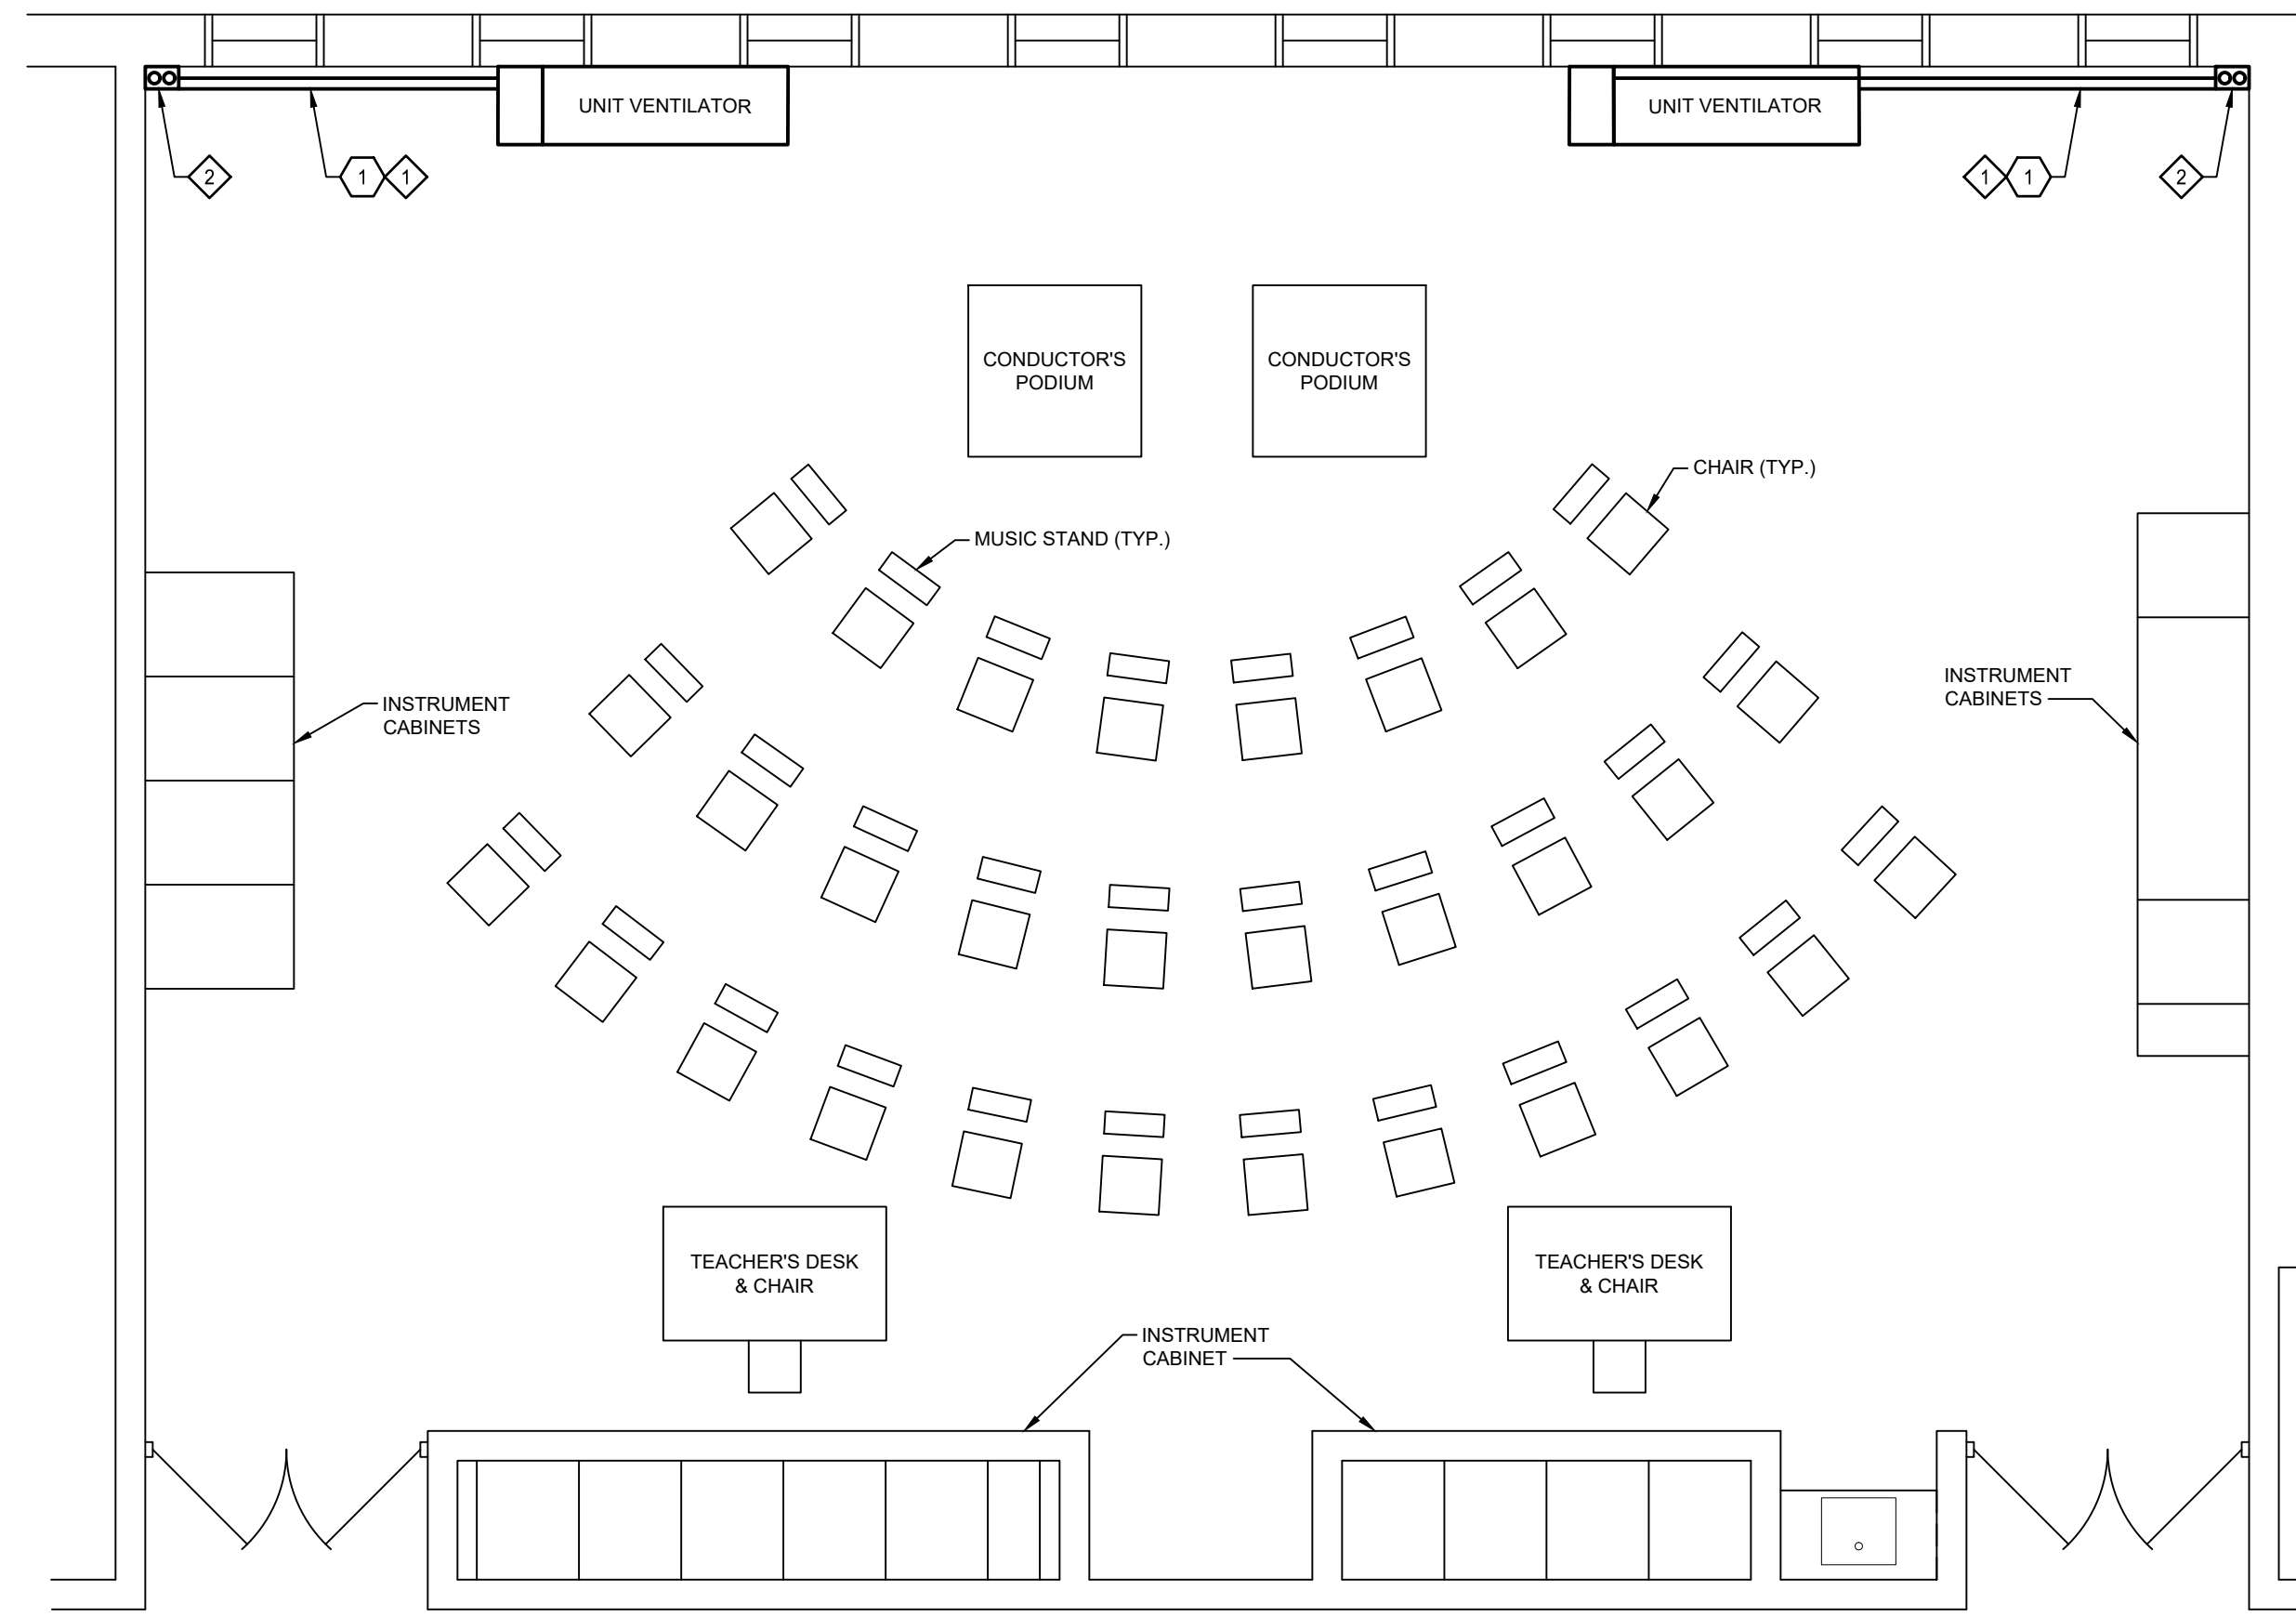 UNIT VENTILATOR
UNIT VENTILATOR
2
1
1
1
1
2
CONDUCTOR'S
PODIUM
CONDUCTOR'S
PODIUM
CHAIR (TYP.)
MUSIC STAND (TYP.)
INSTRUMENT
CABINETS
INSTRUMENT
CABINETS
TEACHER'S DESK
& CHAIR
TEACHER'S DESK
& CHAIR
INSTRUMENT
CABINET